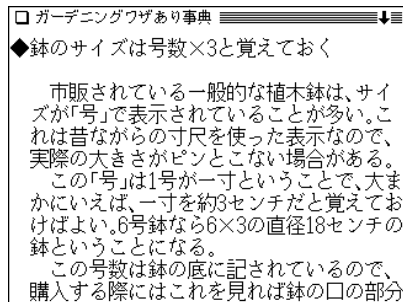 ガーデニングワザあり事典
◆鉢のサイズは号数×3と覚えておく
市販されている一般的な植木鉢は、サイ
ズが「号」で表示されていることが多い。こ
れは昔ながらの寸尺を使った表示なので、
実際の大きさがピンとこない場合がある。
この「号」は1号が一寸ということで、大ま
かにいえば、一寸を約3センチだと覚えてお
けばよい。6号鉢なら6×3の直径18センチの
鉢ということになる。
この号数は鉢の底に記されているので、
購入する際にはこれを見れば鉢の口の部分